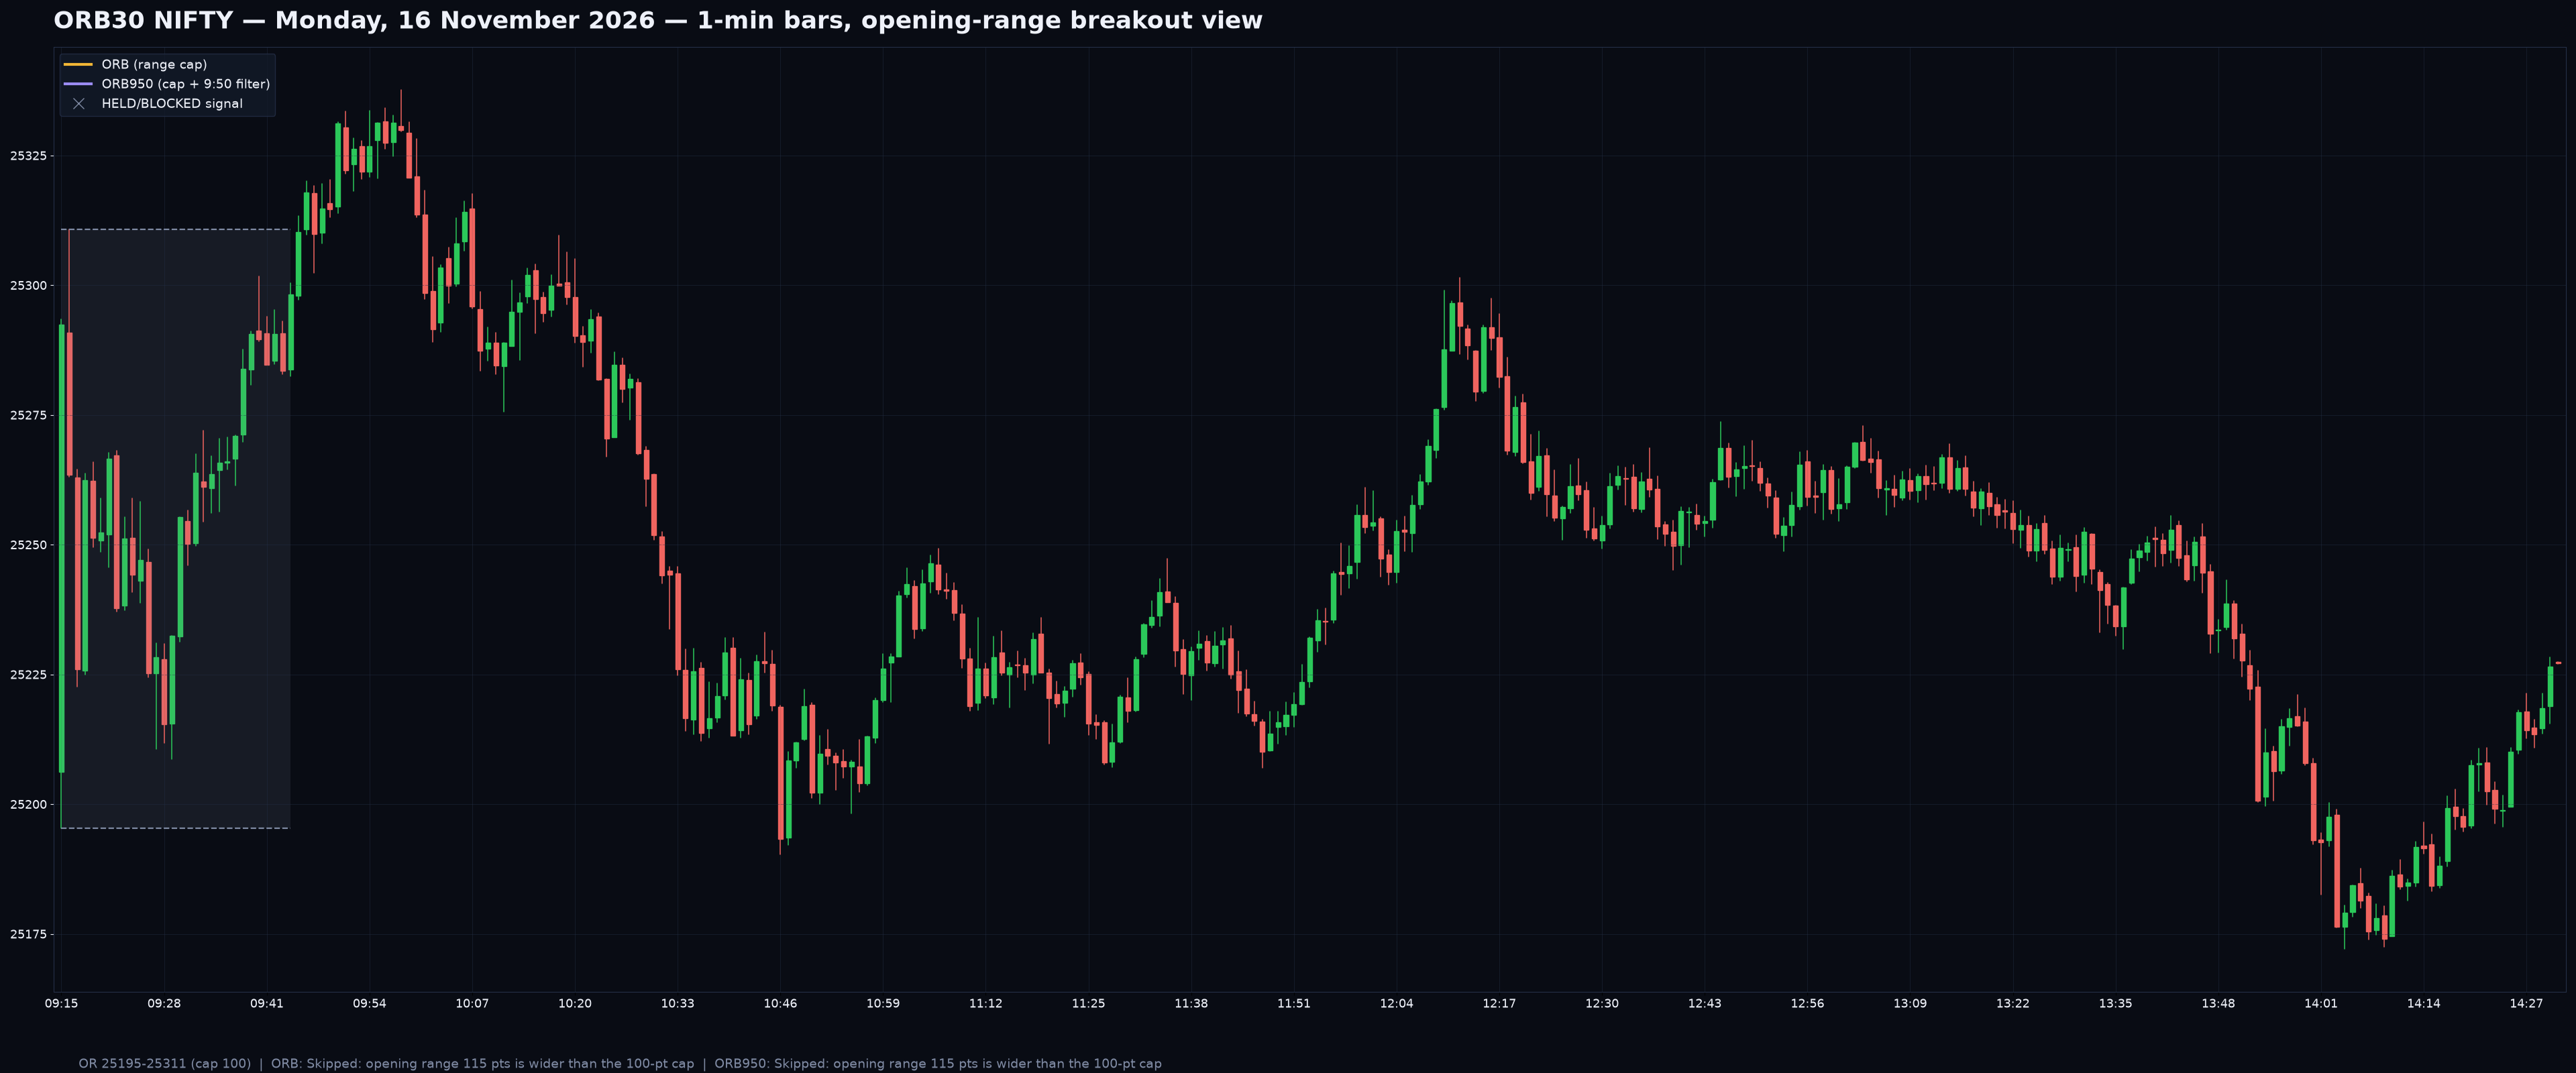 ORB30 NIFTY — Monday, 16 November 2026 — 1-min bars, opening-range breakout view
ORB (range cap)
ORB950 (cap + 9:50 filter)
HELD/BLOCKED signal
25325
25300
25275
25250
25225
25200
25175
09:15 09:28 09:41 09:54 10:07 10:20 10:33 10:46 10:59 11:12 11:25 11:38 11:51 12:04 12:17 12:30 12:43 12:56 13:09 13:22 13:35 13:48 14:01 14:14 14:27
OR 25195-25311 (cap 100) | ORB: Skipped: opening range 115 pts is wider than the 100-pt cap | ORB950: Skipped: opening range 115 pts is wider than the 100-pt cap